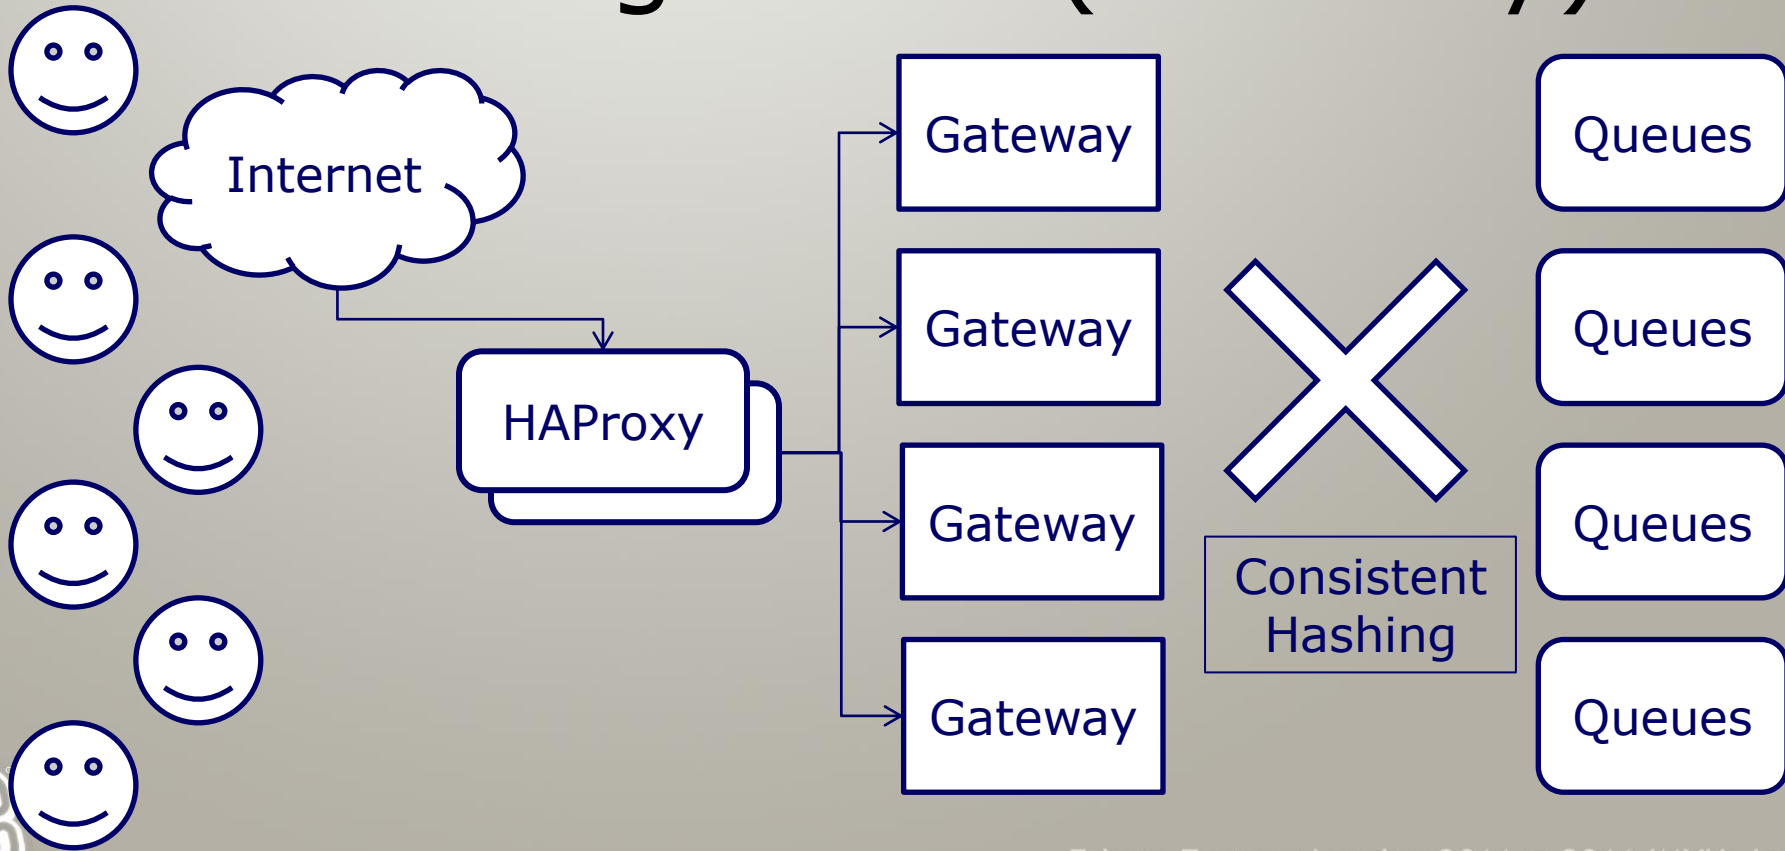 Internet
HAProxy
Gateway
Gateway
Gateway
Gateway
Consistent
Hashing
Queues
Queues
Queues
Queues